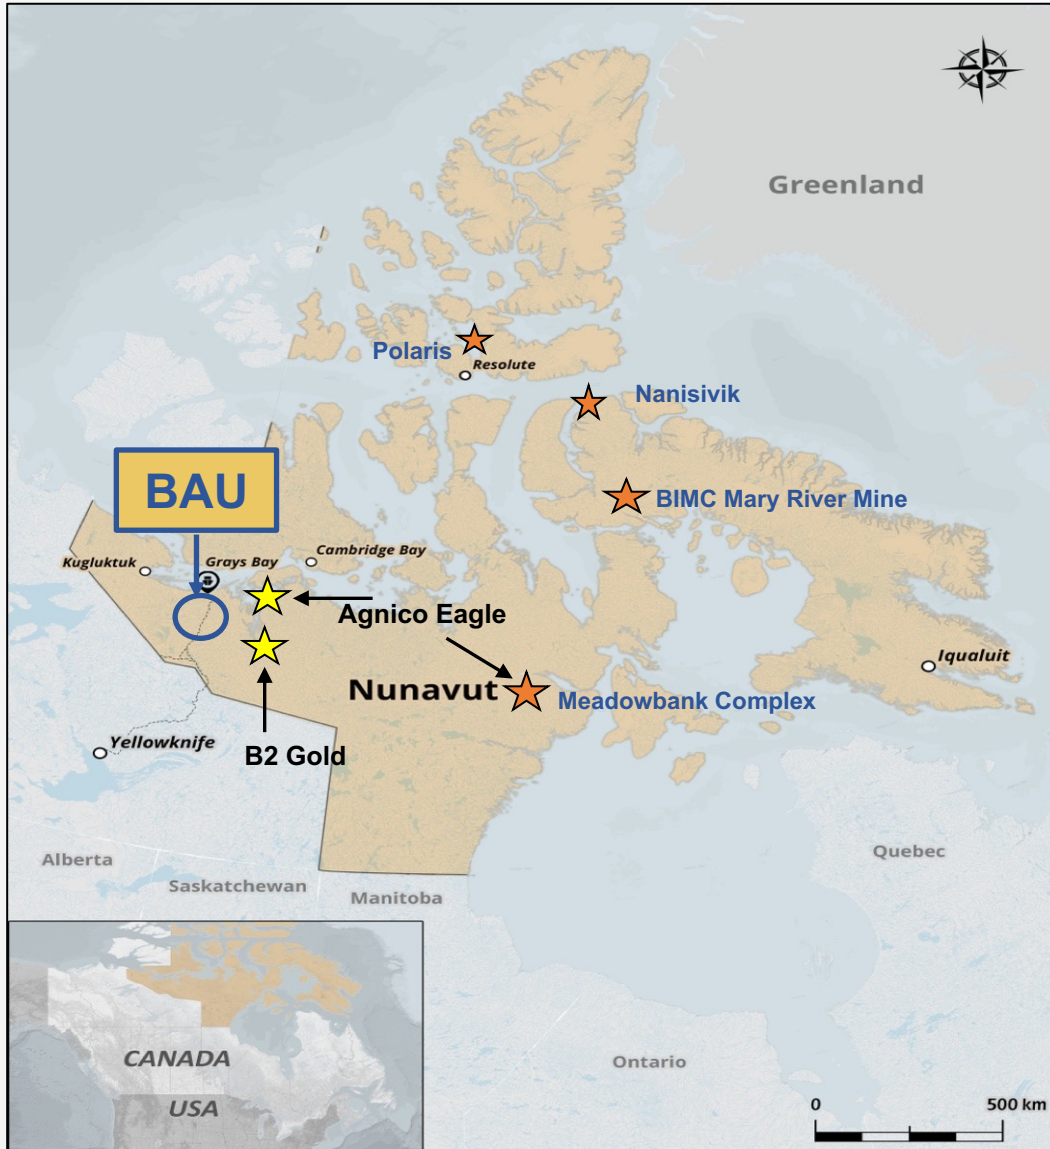 Greenland
Polaris
Resolute
Nanisivik
BAU
BIMC Mary River Mine
Kugluktuk
Grays Bay
Cambridge Bay
Agnico Eagle
Iqualuit
Nunavut
Meadowbank Complex
Yellowknife
B2 Gold
Alberta
Saskatchewan
Manitoba
Quebec
CANADA
USA
Ontario
0 500 km